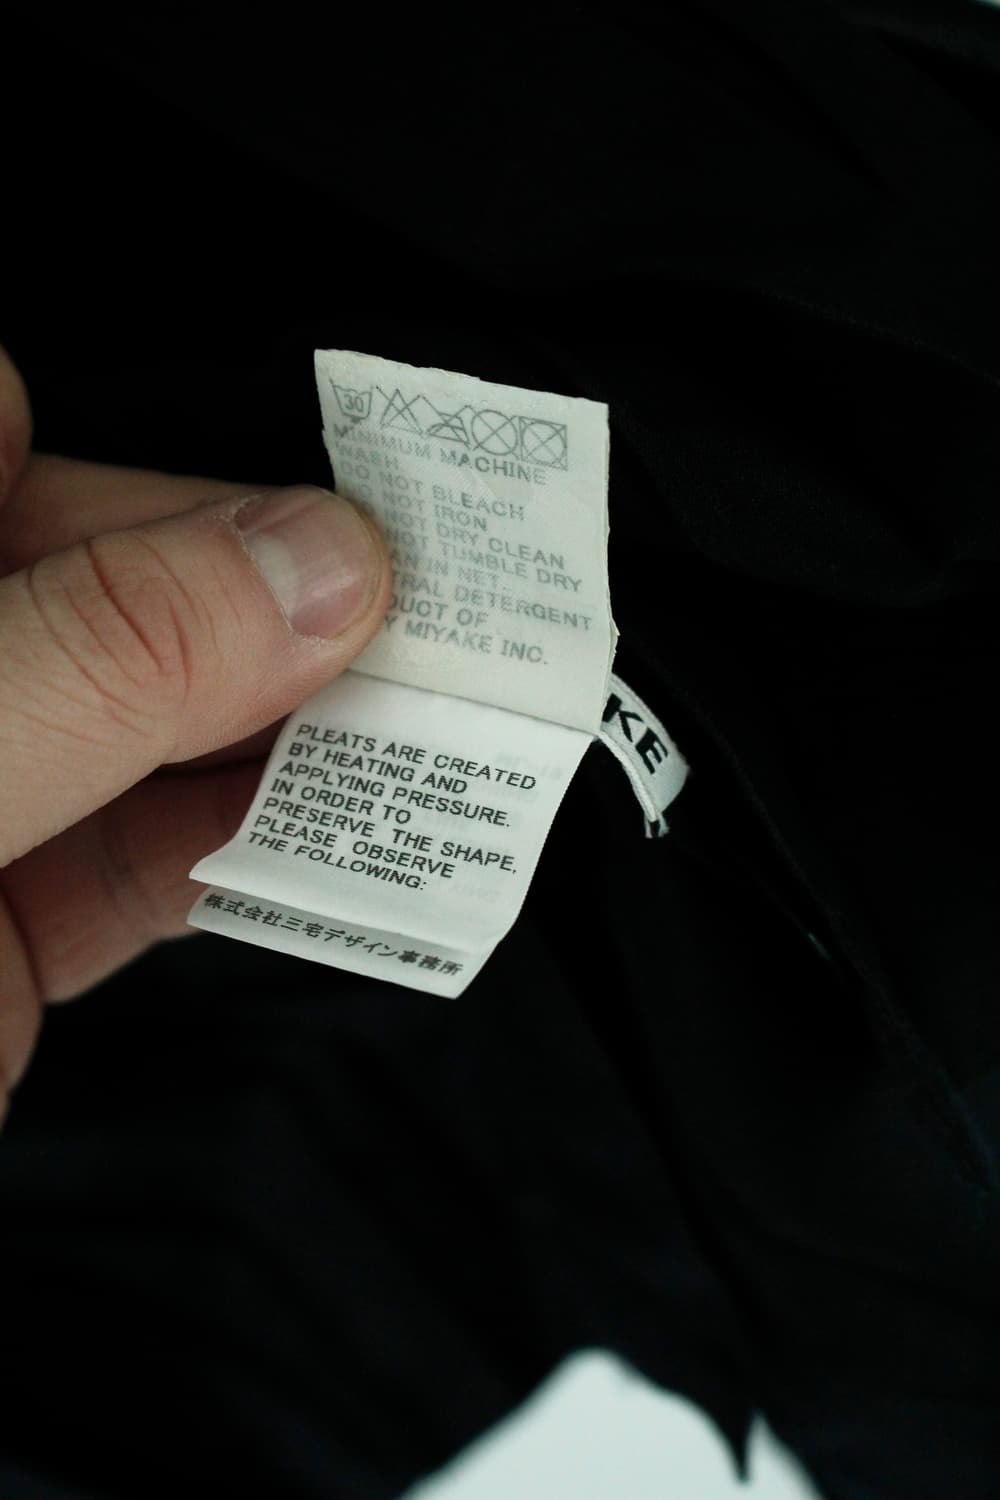 30
MINIMUM MACHINE
WASH.
DO NOT BLEACH
NOT IRON
NOT DRY CLEAN
NOT TUMBLE DRY
IN NET.
DETERGENT
OF
MIYAKE INC.
KE
PLEATS ARE CREATED
BY HEATING AND
APPLYING PRESSURE.
IN ORDER TO
PRESERVE THE SHAPE,
PLEASE OBSERVE
THE FOLLOWING:
株式会社三宅デザイン事務所